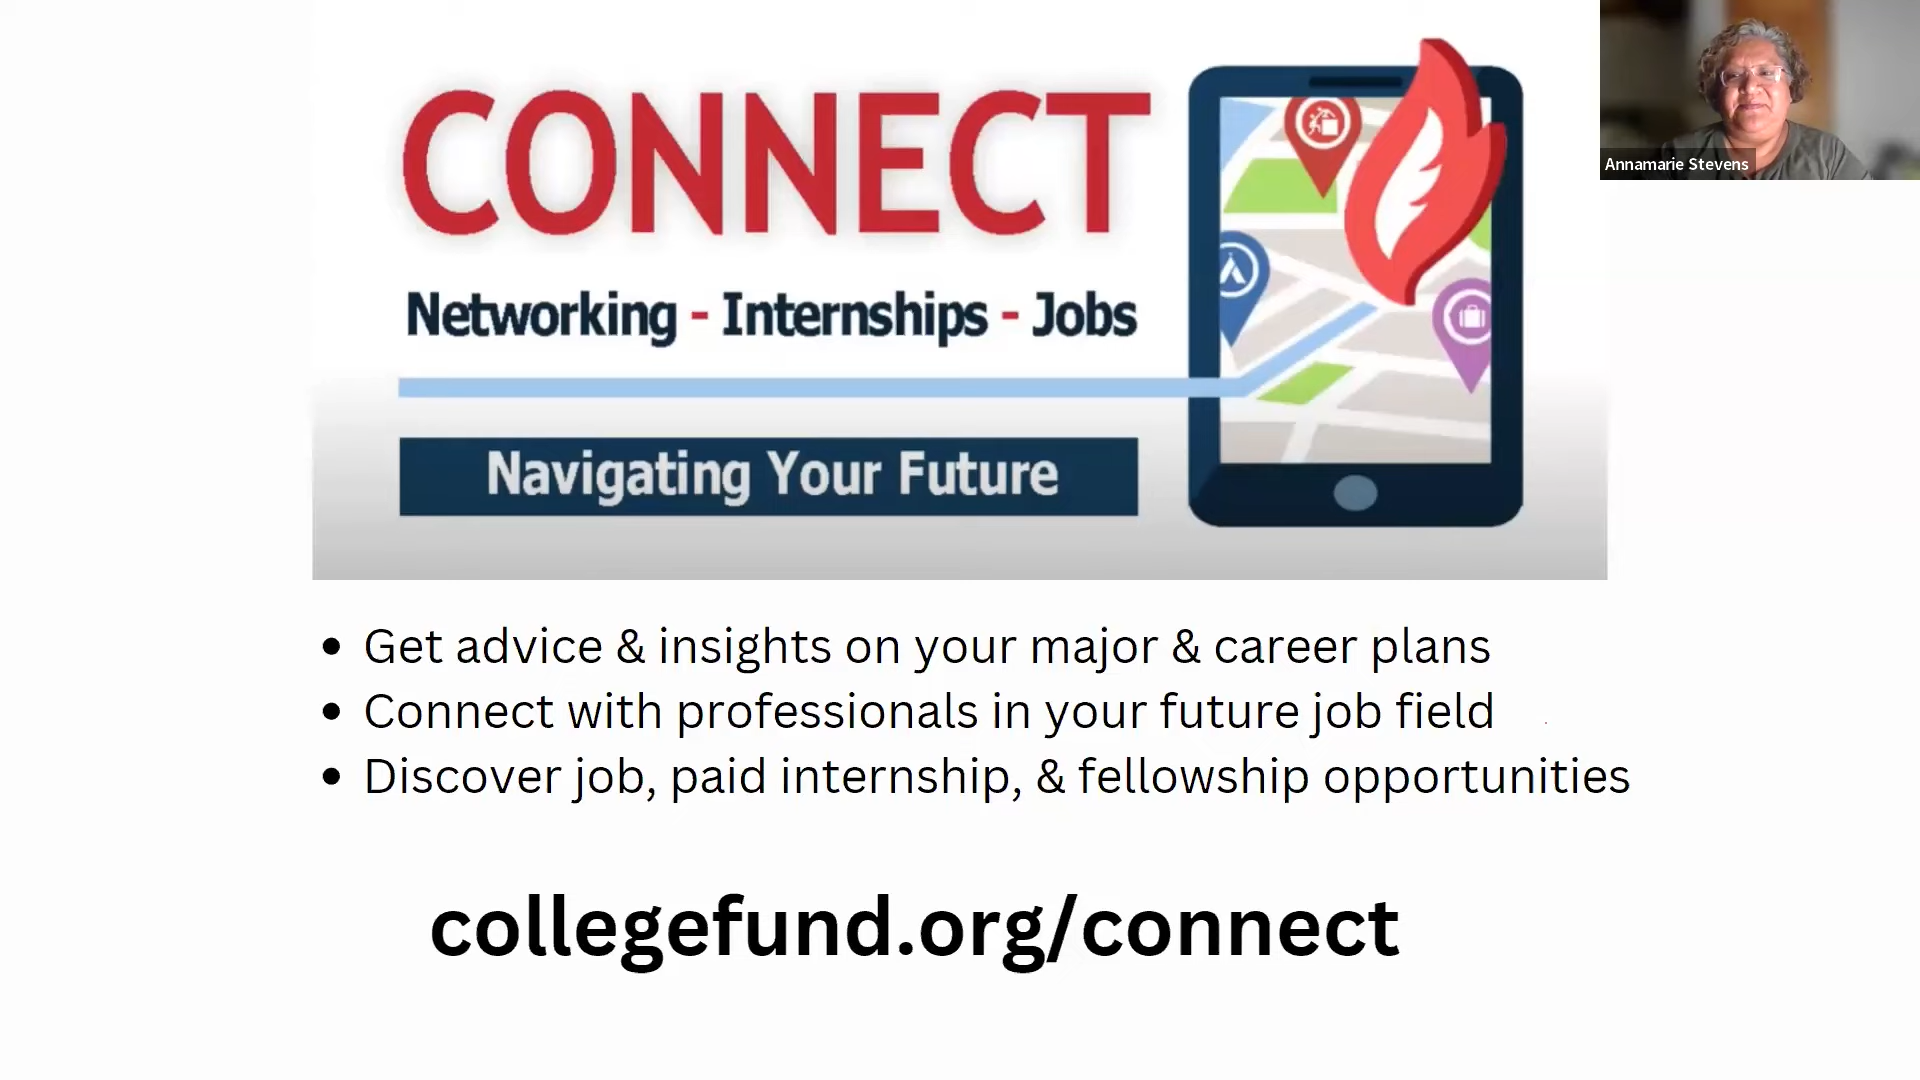 CONNECT
Networking - Internships - Jobs
Navigating Your Future
Annamarie Stevens
• Get advice & insights on your major & career plans
• Connect with professionals in your future job field
• Discover job, paid internship, & fellowship opportunities
collegefund.org/connect